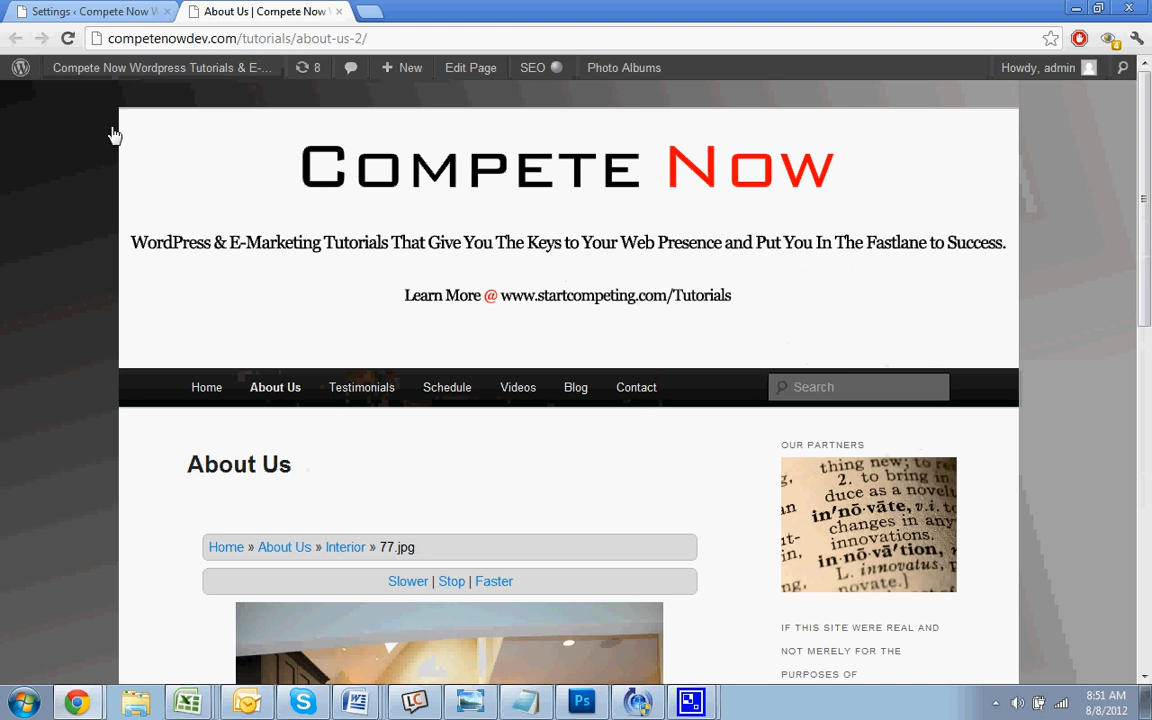 Settings ‹ Compete Now W
About Us | Compete Now
competenowdev.com/tutorials/about-us-2/
4
Compete Now Wordpress Tutorials & E-...
8
New
Edit Page
SEO
Photo Albums
Howdy, admin
Compete Now
WordPress & E-Marketing Tutorials That Give You The Keys to Your Web Presence and Put You In The Fastlane to Success.
Learn More @ www.startcompeting.com/Tutorials
Home
About Us
Testimonials
Schedule
Videos
Blog
Contact
Search
About Us
OUR PARTNERS
thing new; to re
2. to bring in
duce as a novel
in′nō·vāte, v.i. t
changes in any
innovations.
in·nō·vā′tion,
L. innovatus,
novate.]
Home » About Us » Interior » 77.jpg
Slower | Stop | Faster
IF THIS SITE WERE REAL AND
NOT MERELY FOR THE
PURPOSES OF
LC
Ps
8:51 AM
8/8/2012